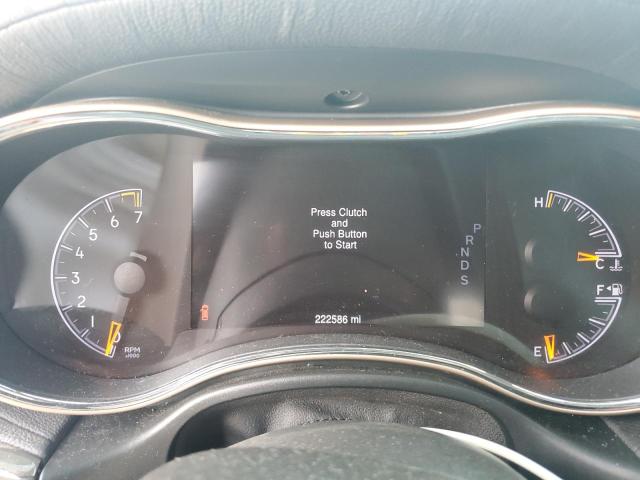 7
6
5
4
3
2
1
0
RPM
x1000
Press Clutch
and
Push Button
to Start
P
R
N
D
S
222586 mi
H
C
F
E